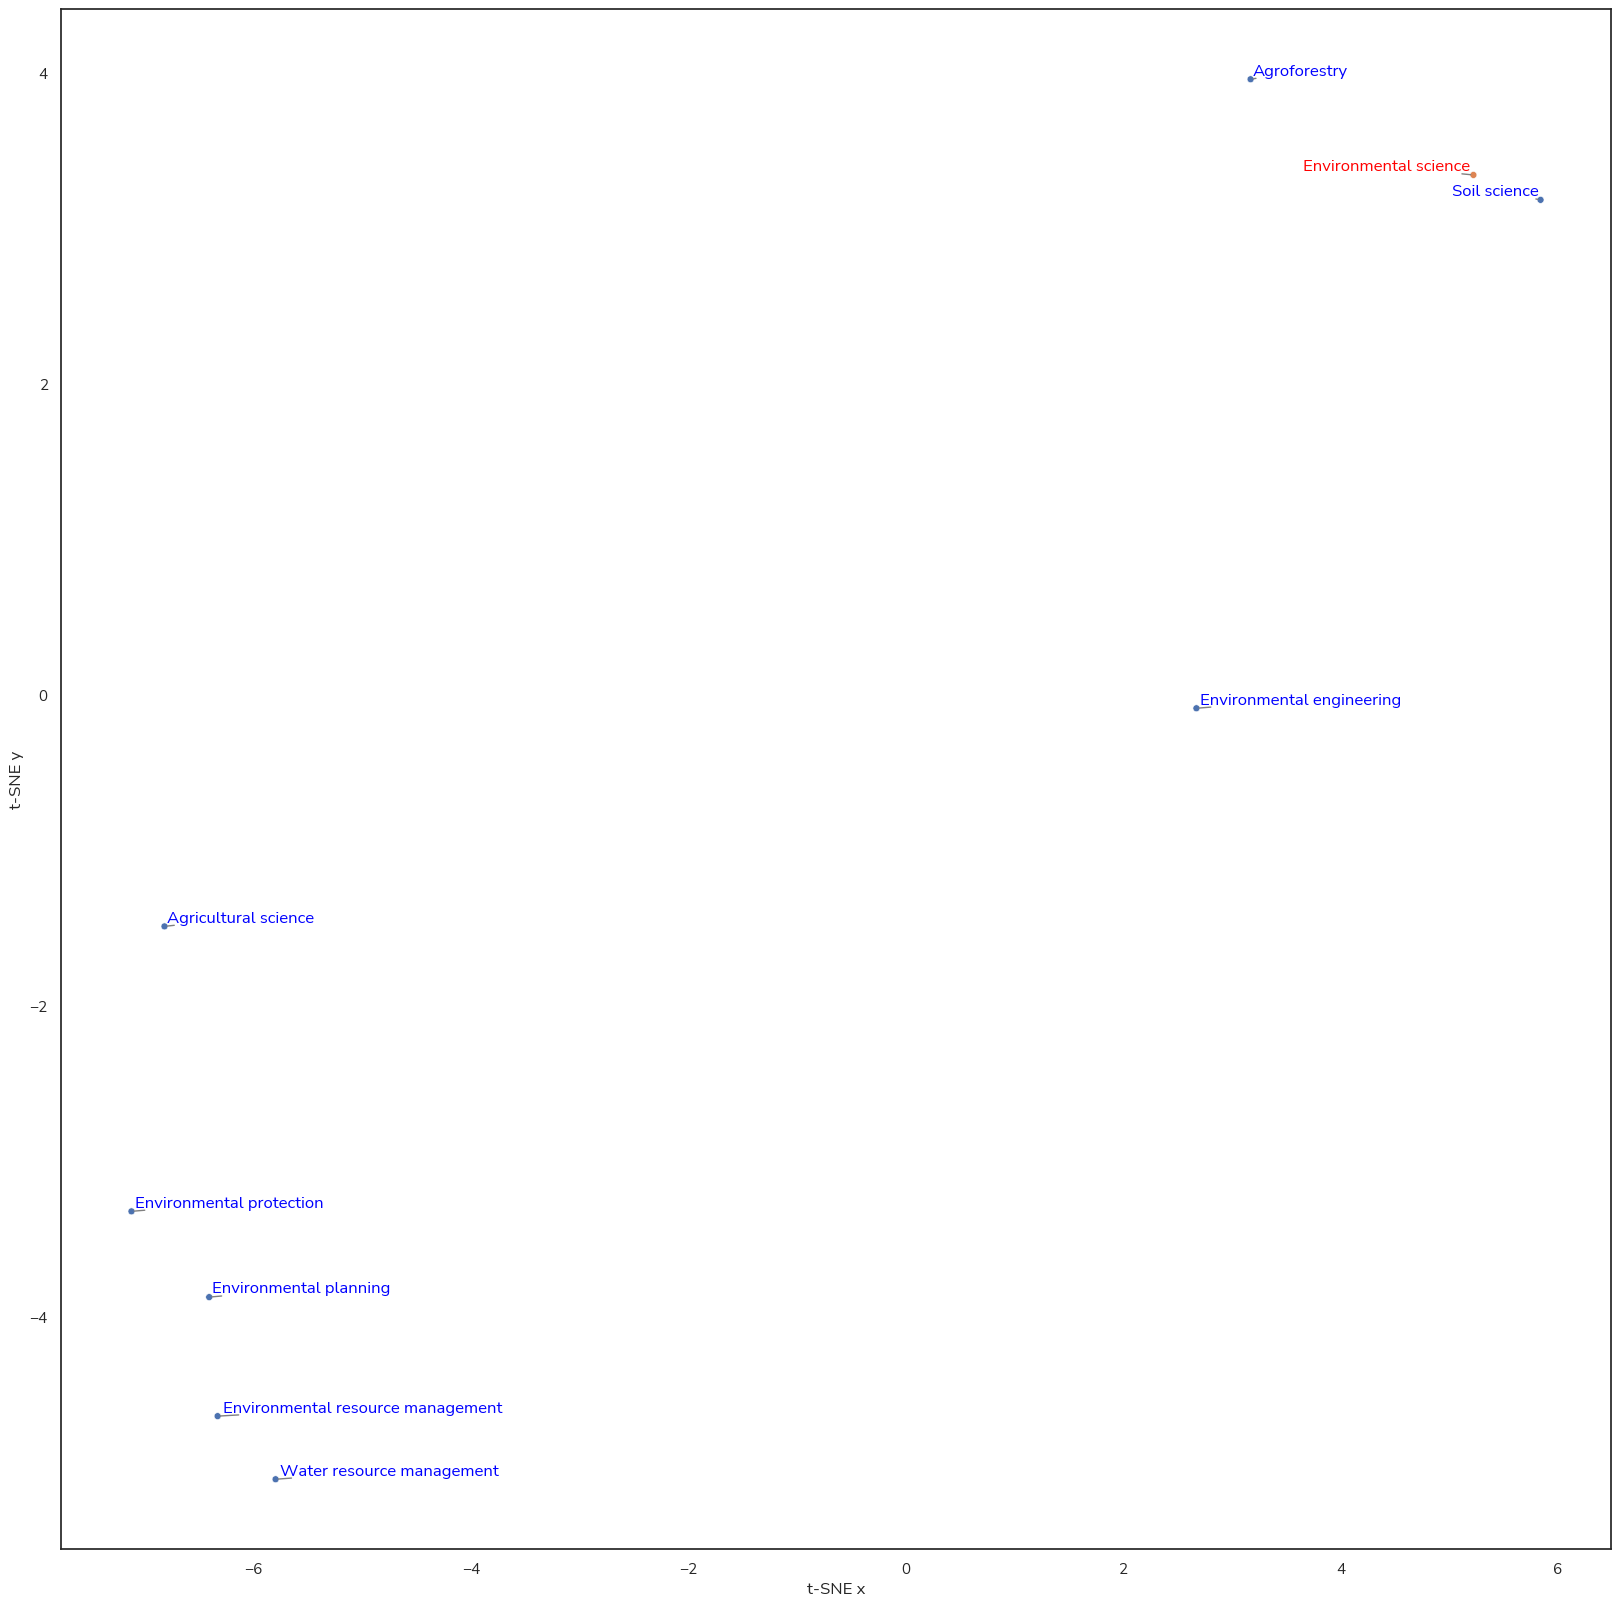 Agroforestry
Environmental science
Soil science
Environmental engineering
Agricultural science
Environmental protection
Environmental planning
Environmental resource management
Water resource management
4
2
0
−2
−4
t-SNE y
−6
−4
−2
0
2
4
6
t-SNE x